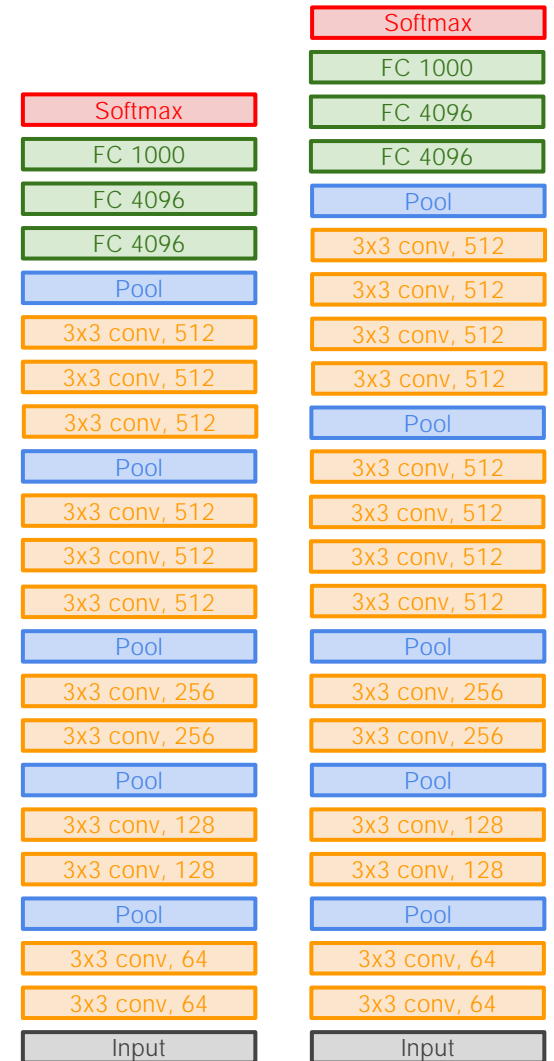 Softmax
FC 1000
FC 4096
FC 4096
Pool
3x3 conv, 512
3x3 conv, 512
3x3 conv, 512
Pool
3x3 conv, 512
3x3 conv, 512
3x3 conv, 512
Pool
3x3 conv, 256
3x3 conv, 256
Pool
3x3 conv, 128
3x3 conv, 128
Pool
3x3 conv, 64
3x3 conv, 64
Input
Softmax
FC 1000
FC 4096
FC 4096
Pool
3x3 conv, 512
3x3 conv, 512
3x3 conv, 512
3x3 conv, 512
Pool
3x3 conv, 512
3x3 conv, 512
3x3 conv, 512
3x3 conv, 512
Pool
3x3 conv, 256
3x3 conv, 256
Pool
3x3 conv, 128
3x3 conv, 128
Pool
3x3 conv, 64
3x3 conv, 64
Input